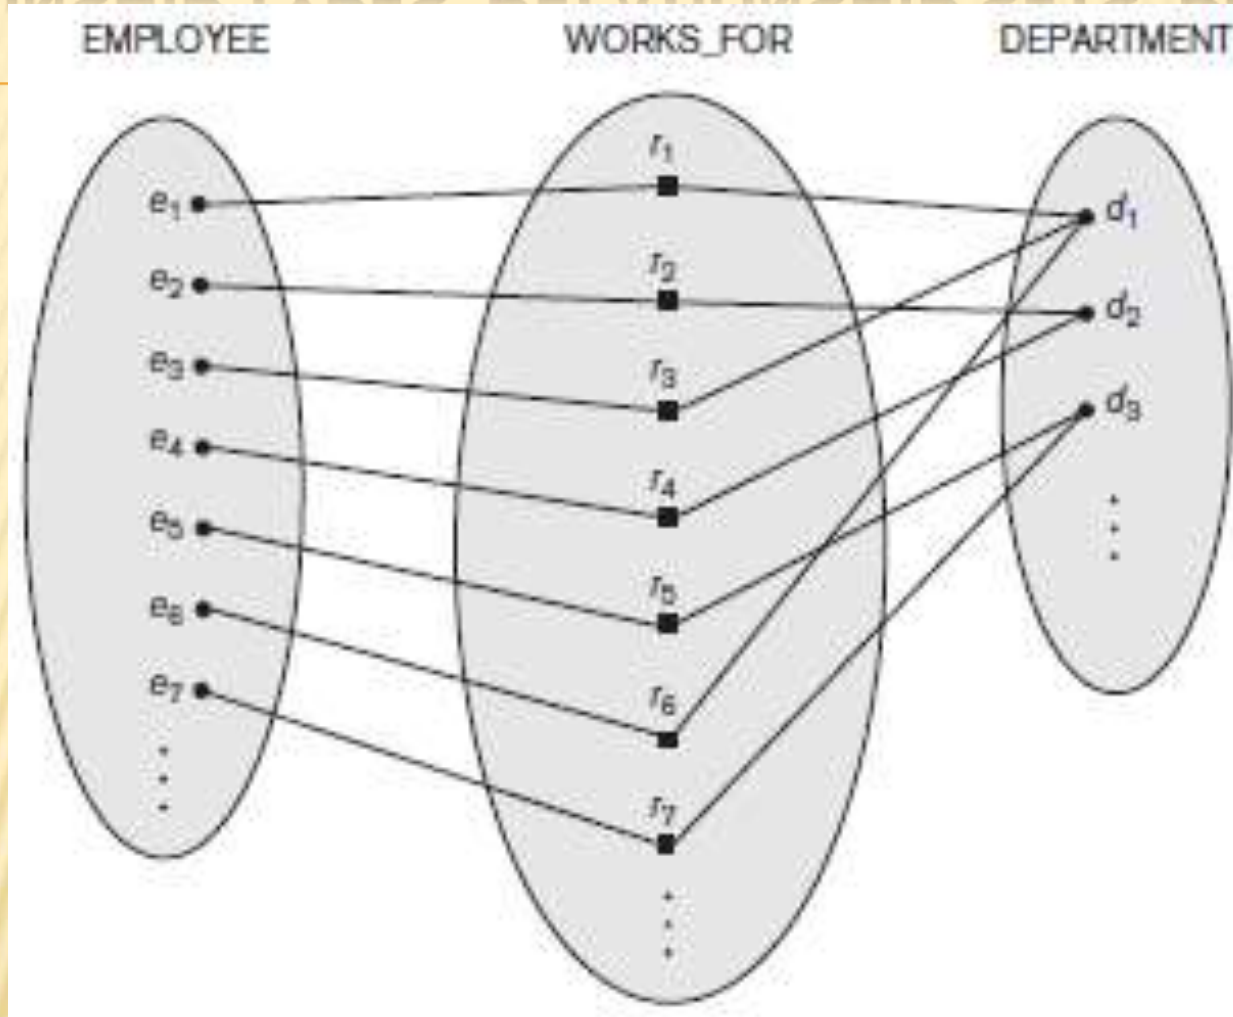 EMPLOYEE WORKS_FOR DEPARTMENT
r₁
e₁ d₁
r₂
e₂ d₂
e₃ r₃
d₃
e₄
r₄
e₅
r₅
e₆
e₇ r₆
r₇